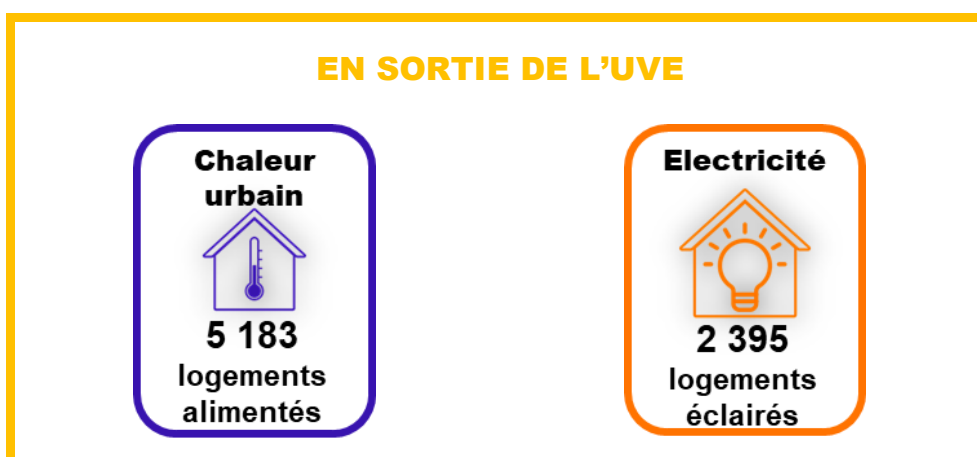 EN SORTIE DE L’UVE
Chaleur
urbain
5 183
logements
alimentés
Electricité
2 395
logements
éclairés